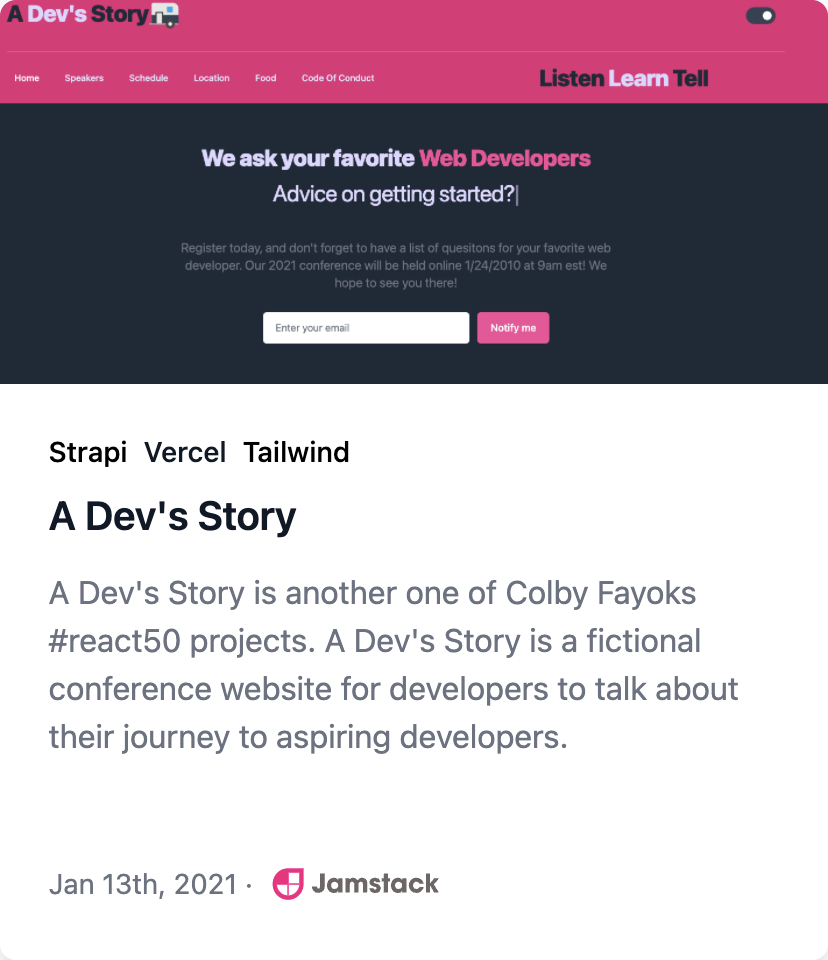 A Dev's Story
Home Speakers Schedule Location Food Code Of Conduct Listen Learn Tell
We ask your favorite Web Developers
Advice on getting started?|
Register today, and don't forget to have a list of quesitons for your favorite web
developer. Our 2021 conference will be held online 1/24/2010 at 9am est! We
hope to see you there!
Enter your email Notify me
Strapi Vercel Tailwind
A Dev's Story
A Dev's Story is another one of Colby Fayoks
#react50 projects. A Dev's Story is a fictional
conference website for developers to talk about
their journey to aspiring developers.
Jan 13th, 2021 · Jamstack